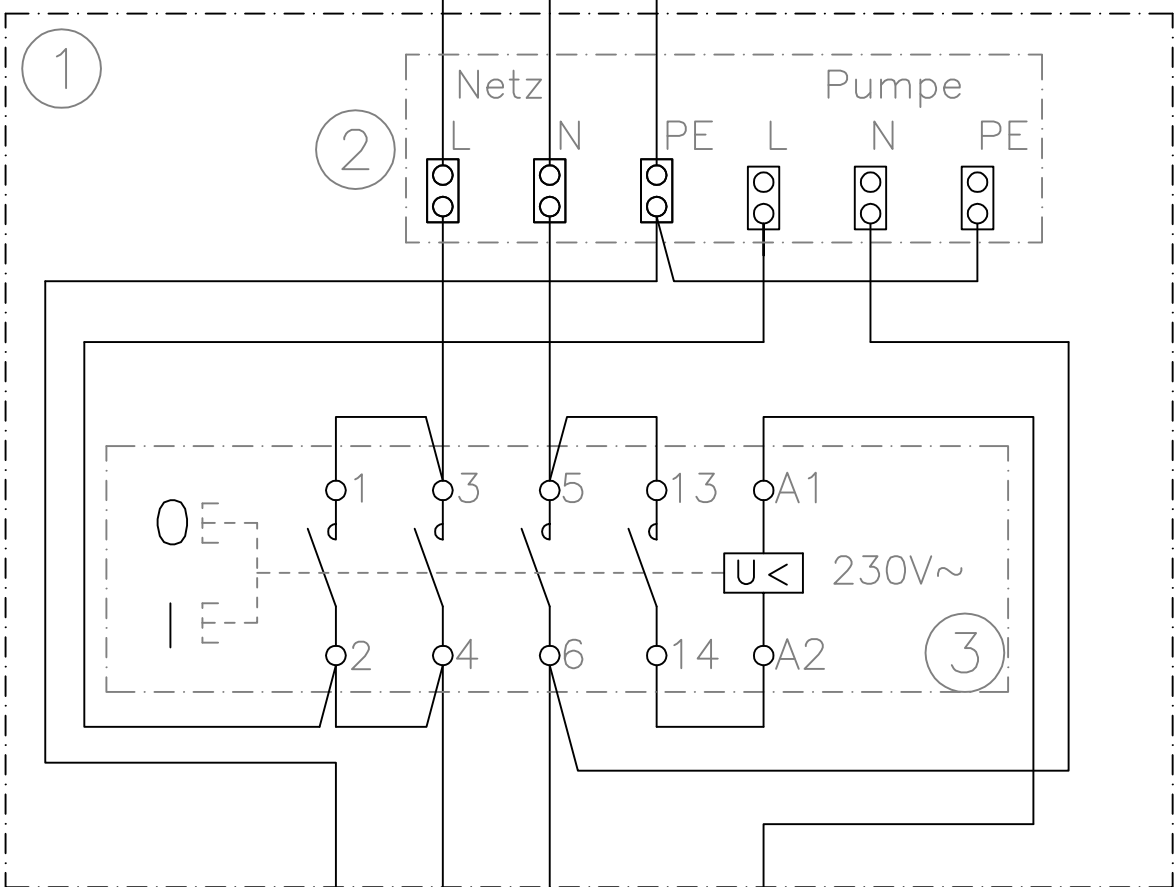 1
Netz Pumpe
2
L N PE L N PE
1 3 5 13 A1
0
U< 230V~
I
2 4 6 14 A2
3